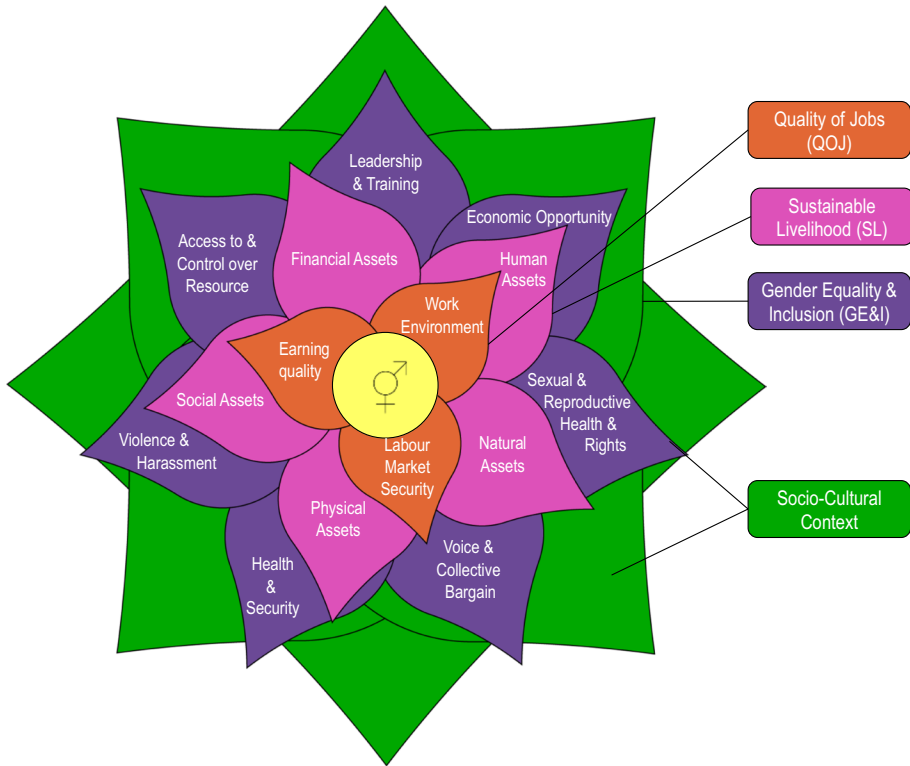 Leadership
& Training
Economic Opportunity
Access to &
Control over
Resource
Financial Assets
Human
Assets
Work
Environment
Earning
quality
Social Assets
Sexual &
Reproductive
Health &
Rights
Violence &
Harassment
Labour
Market
Security
Natural
Assets
Physical
Assets
Voice &
Collective
Bargain
Health
&
Security
Quality of Jobs
(QOJ)
Sustainable
Livelihood (SL)
Gender Equality &
Inclusion (GE&I)
Socio-Cultural
Context